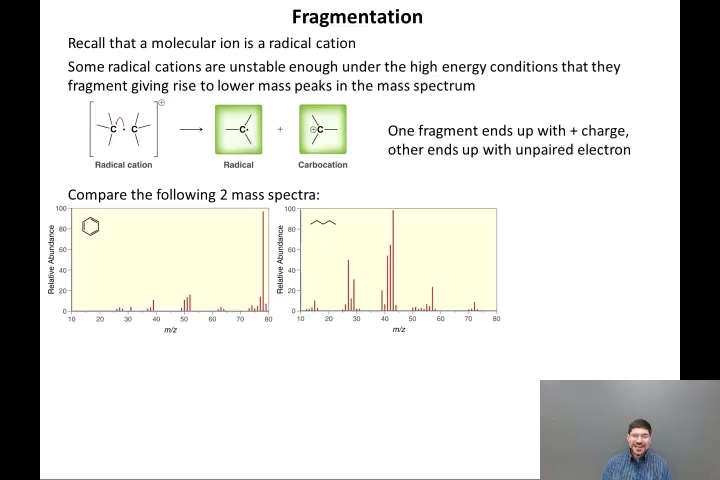 Fragmentation
Recall that a molecular ion is a radical cation
Some radical cations are unstable enough under the high energy conditions that they
fragment giving rise to lower mass peaks in the mass spectrum
C · C
⊕
C·
+
⊕C
Radical cation
Radical
Carbocation
One fragment ends up with + charge,
other ends up with unpaired electron
Compare the following 2 mass spectra:
Relative Abundance
100
80
60
40
20
0
10 20 30 40 50 60 70 80
m/z
Relative Abundance
100
80
60
40
20
0
10 20 30 40 50 60 70 80
m/z